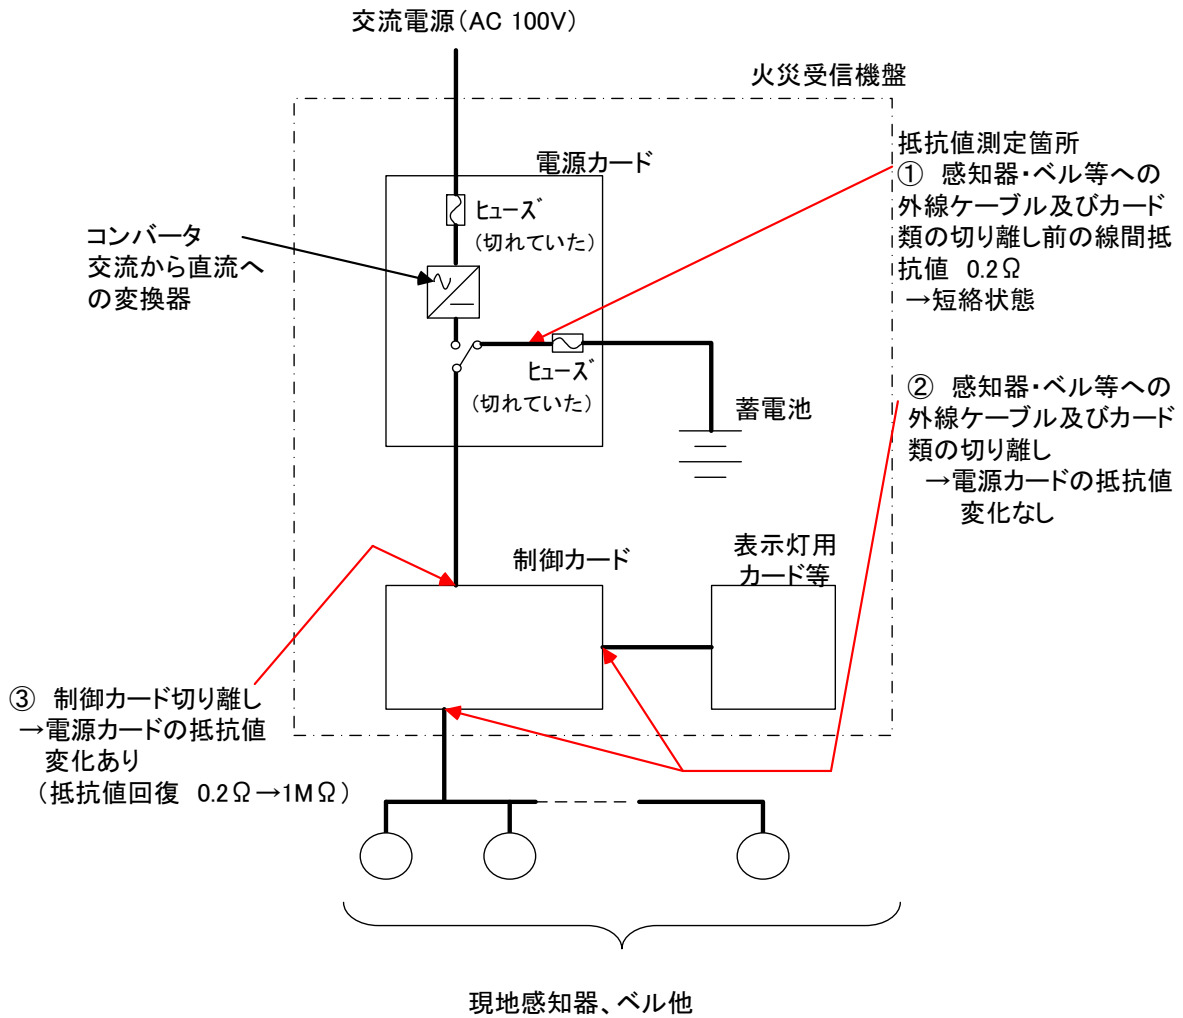 交流電源(AC 100V)
火災受信機盤
抵抗値測定箇所
① 感知器・ベル等への
外線ケーブル及びカード
類の切り離し前の線間抵
抗値 0.2Ω
→短絡状態
電源カード
ヒューズ
(切れていた)
コンバータ
交流から直流へ
の変換器
ヒューズ
(切れていた)
蓄電池
② 感知器・ベル等への
外線ケーブル及びカード
類の切り離し
→電源カードの抵抗値
変化なし
制御カード
表示灯用
カード等
③ 制御カード切り離し
→電源カードの抵抗値
変化あり
(抵抗値回復 0.2Ω→1MΩ)
現地感知器、ベル他